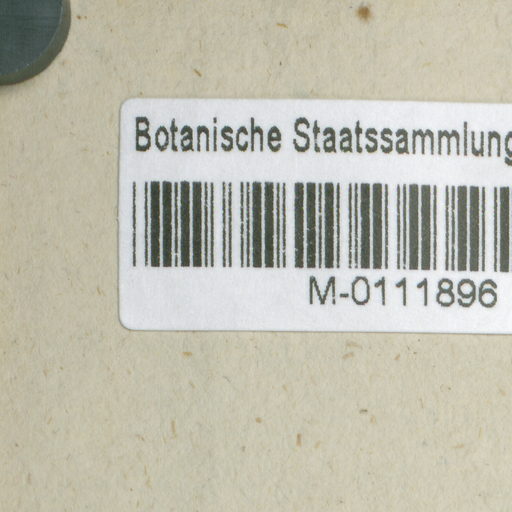 Botanische Staatssammlung
M-0111896